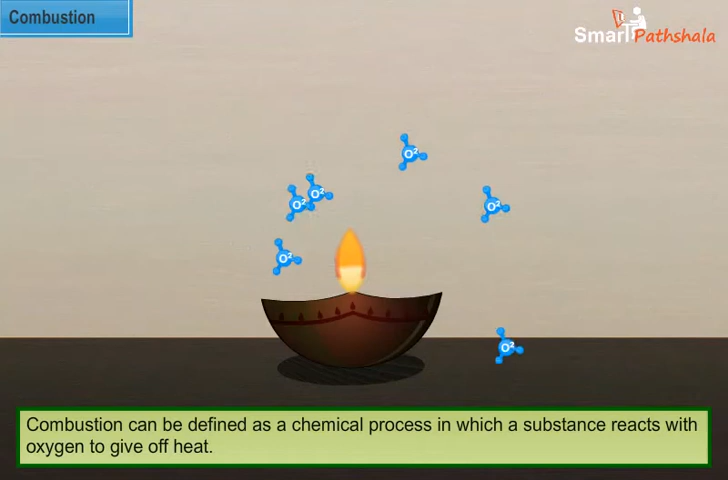 Combustion
SmartPathshala
O²
O²
O²
O²
O²
O²
Combustion can be defined as a chemical process in which a substance reacts with
oxygen to give off heat.